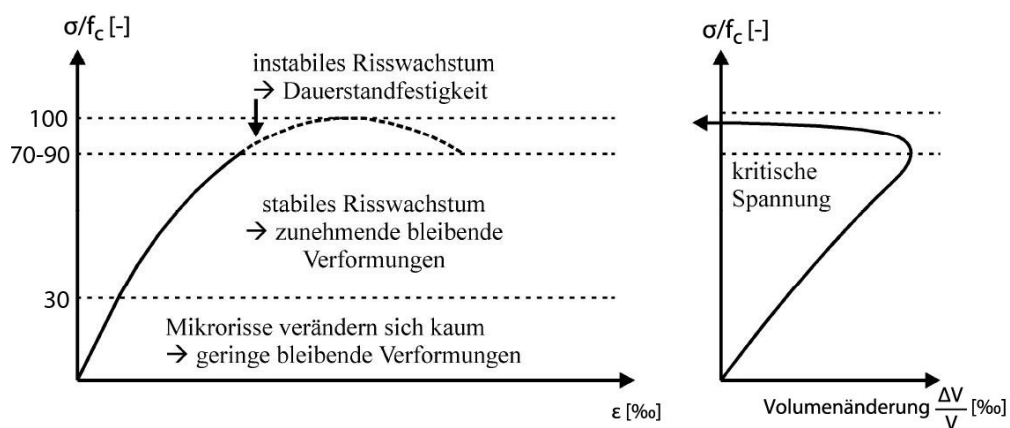 σ/f_c [-]
instabiles Risswachstum
→ Dauerstandfestigkeit
100
70-90
stabiles Risswachstum
→ zunehmende bleibende
Verformungen
30
Mikrorisse verändern sich kaum
→ geringe bleibende Verformungen
ε [‰]
σ/f_c [-]
kritische
Spannung
Volumenänderung ΔV/V [‰]